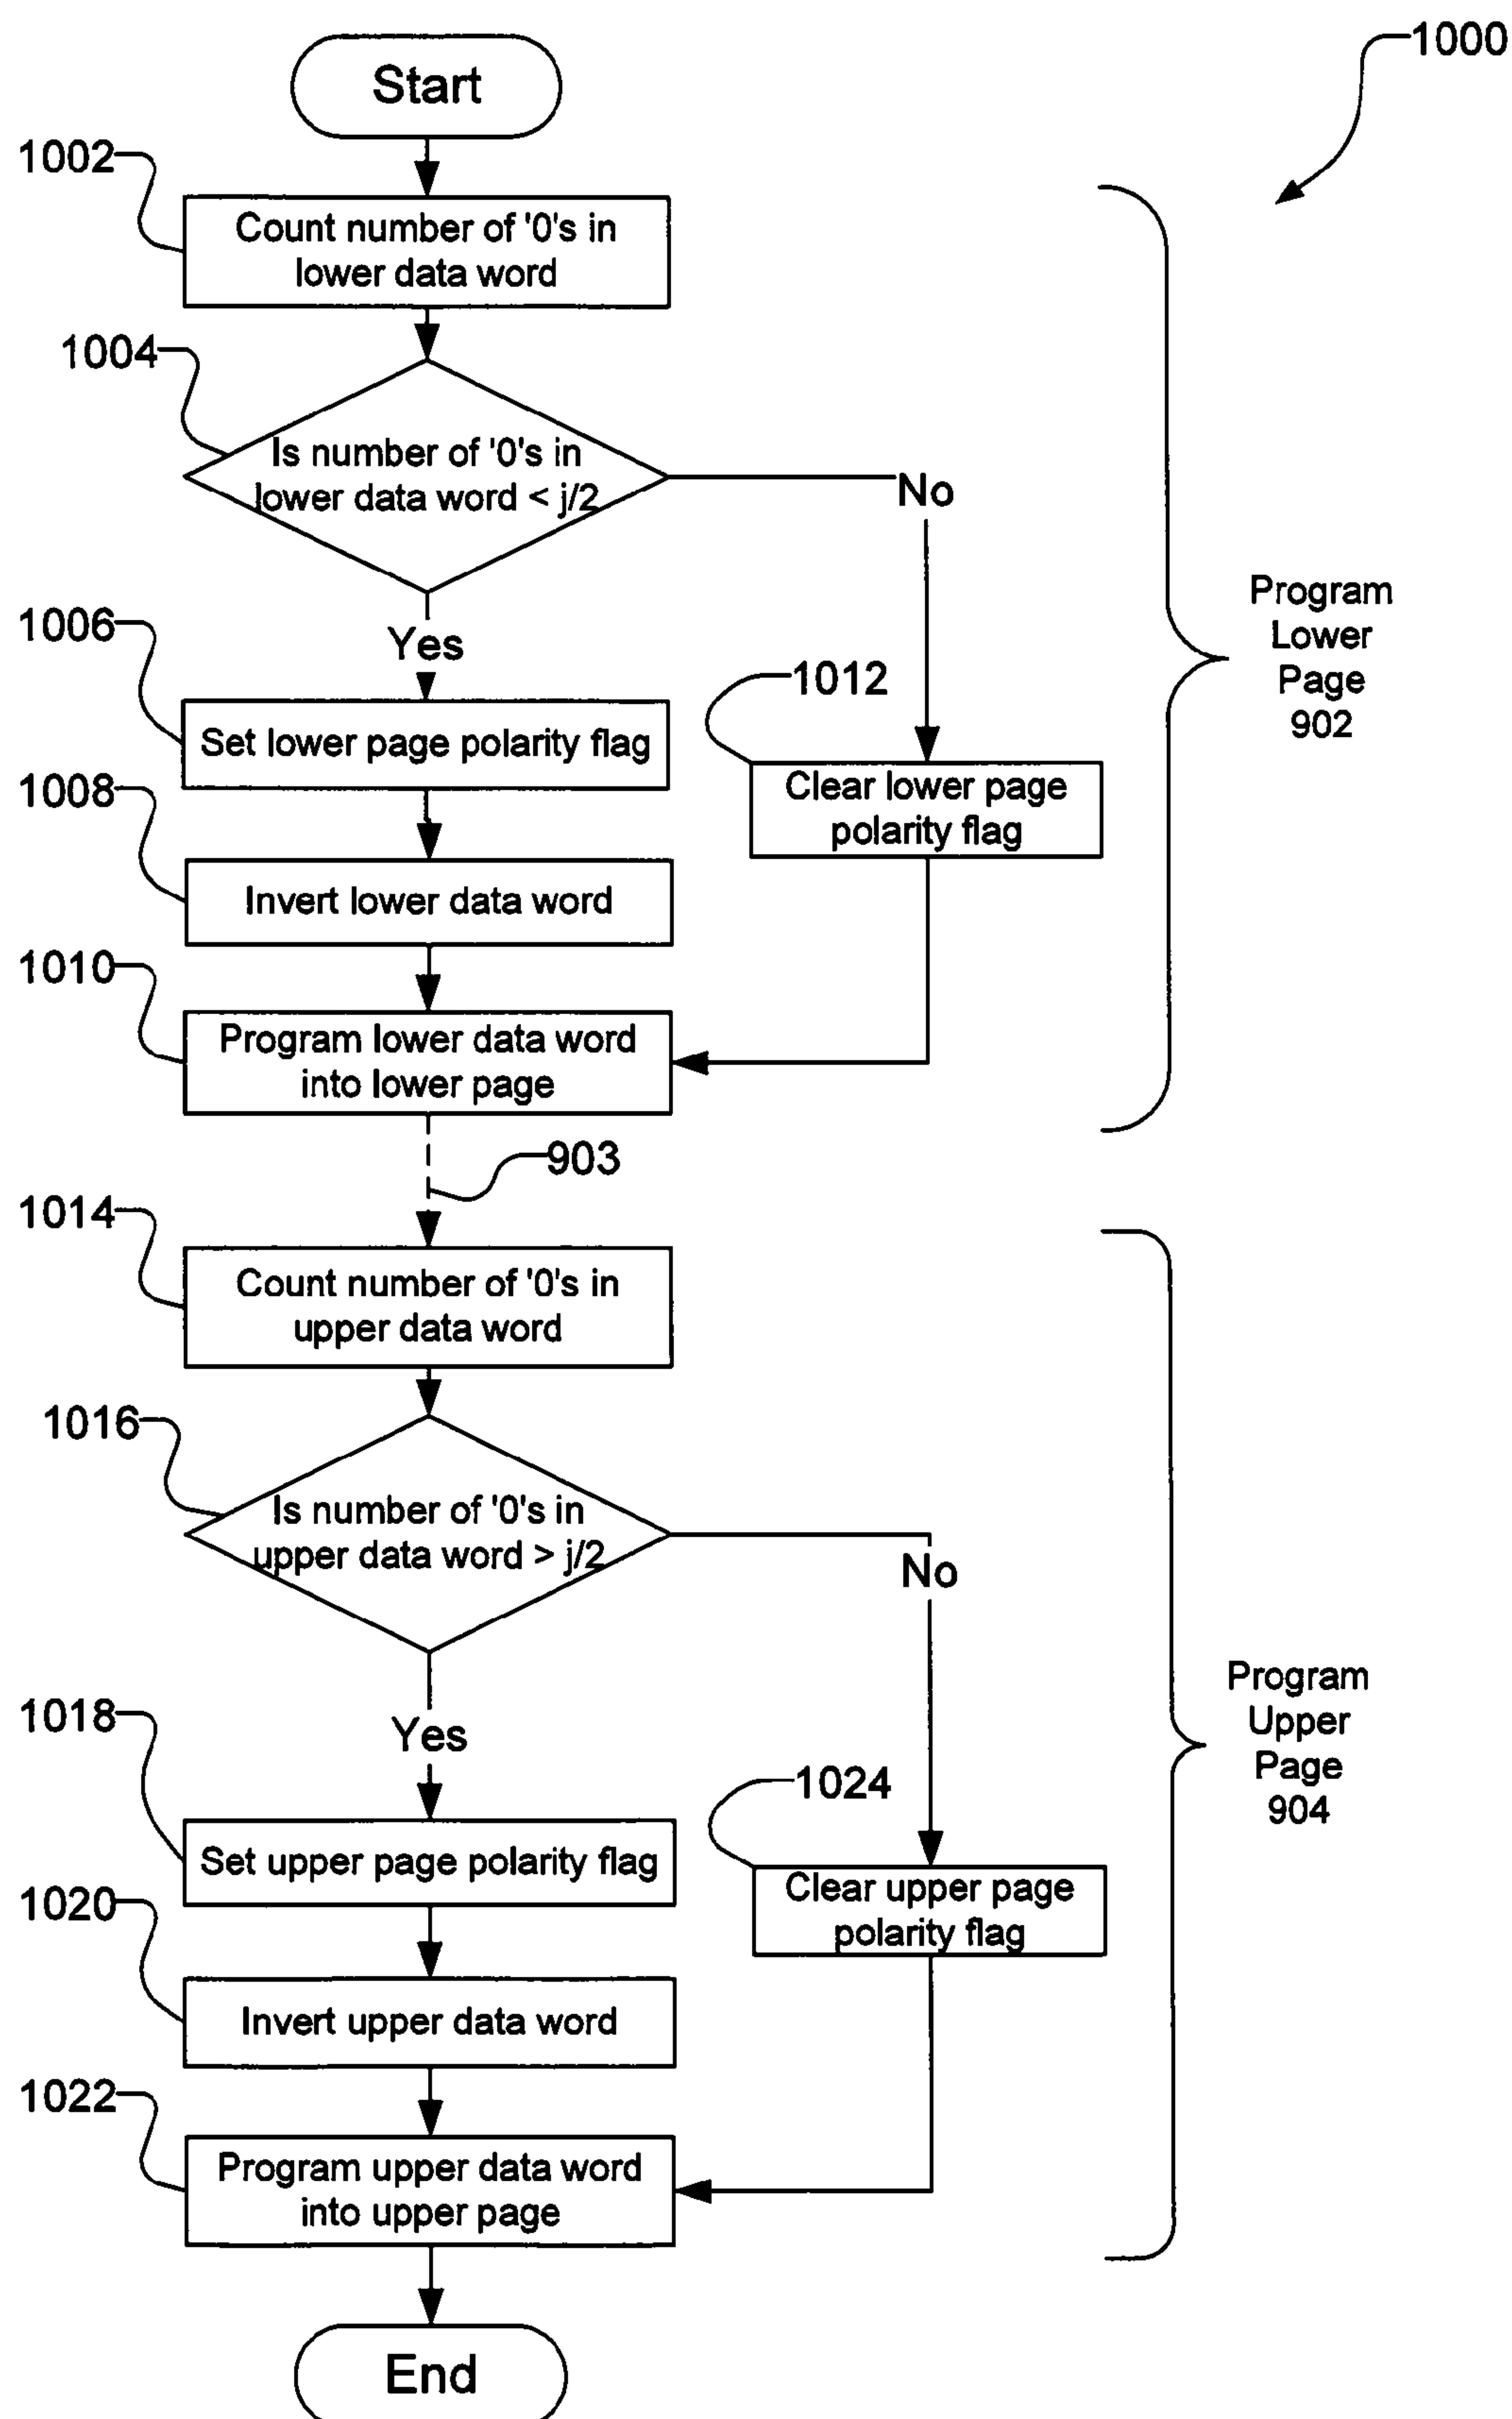 1000
Start
1002
Count number of '0's in
lower data word
1004
Is number of '0's in
lower data word < j/2
No
1006
Yes
1012
Set lower page polarity flag
Clear lower page
polarity flag
1008
Invert lower data word
1010
Program lower data word
into lower page
Program
Lower
Page
902
903
1014
Count number of '0's in
upper data word
1016
Is number of '0's in
upper data word > j/2
No
1018
Yes
1024
Set upper page polarity flag
Clear upper page
polarity flag
1020
Invert upper data word
1022
Program upper data word
into upper page
Program
Upper
Page
904
End